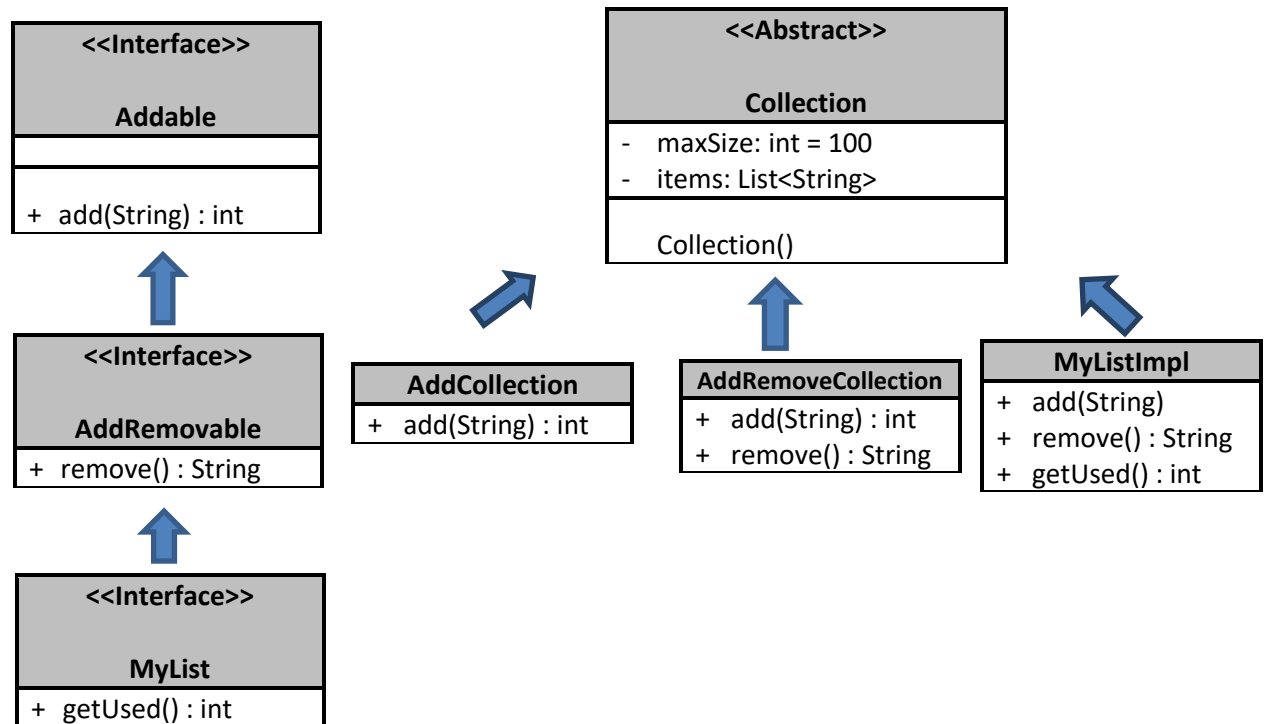 <<Interface>>
Addable
+ add(String) : int
<<Interface>>
AddRemovable
+ remove() : String
<<Interface>>
MyList
+ getUsed() : int
<<Abstract>>
Collection
- maxSize: int = 100
- items: List<String>
Collection()
AddCollection
+ add(String) : int
AddRemoveCollection
+ add(String) : int
+ remove() : String
MyListImpl
+ add(String)
+ remove() : String
+ getUsed() : int